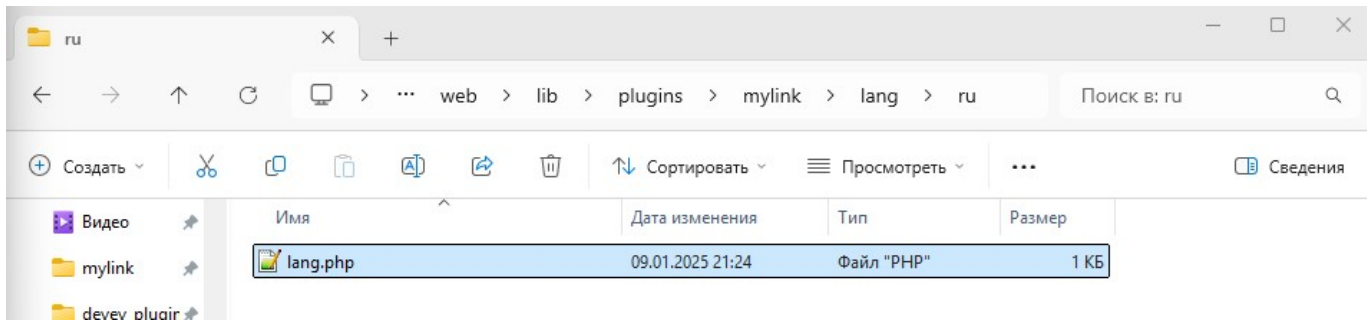 ru
web > lib > plugins > mylink > lang > ru
Поиск в: ru
Создать
Сортировать
Просмотреть
Сведения
Видео
mylink
devey_plugin
Имя
Дата изменения
Тип
Размер
lang.php
09.01.2025 21:24
Файл "PHP"
1 КБ